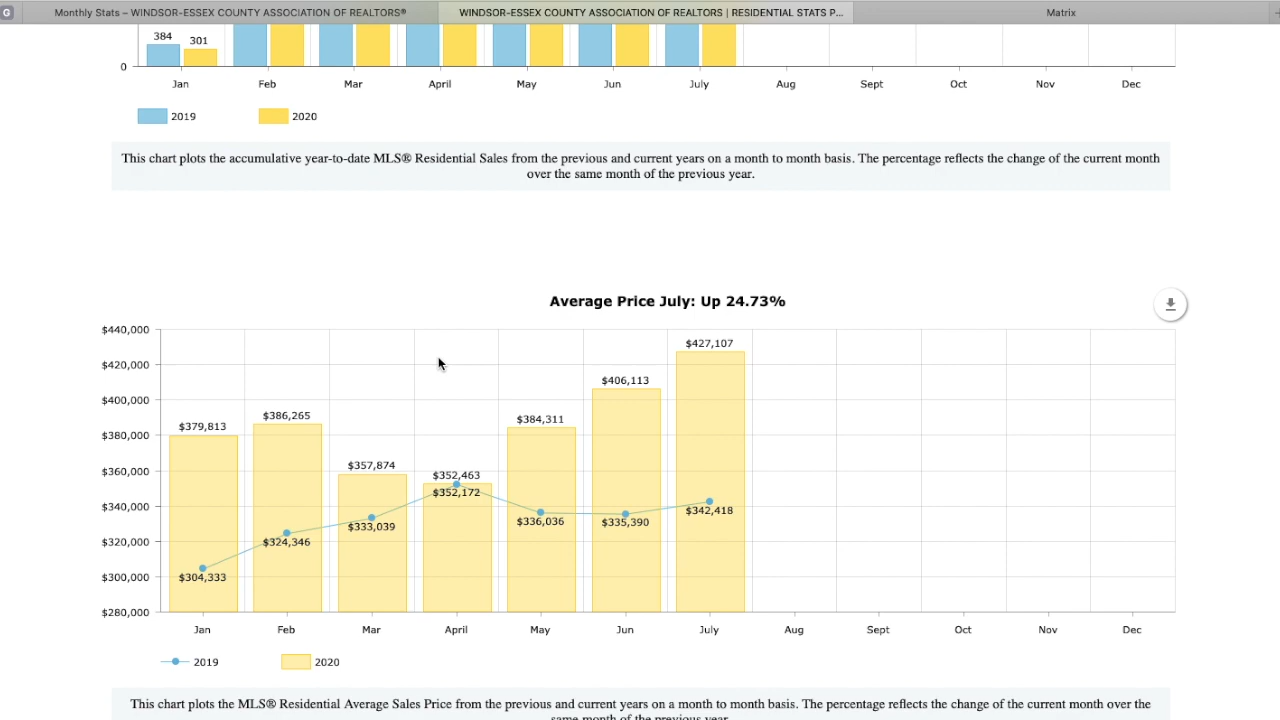 G
Monthly Stats – WINDSOR-ESSEX COUNTY ASSOCIATION OF REALTORS®
WINDSOR-ESSEX COUNTY ASSOCIATION OF REALTORS | RESIDENTIAL STATS P...
Matrix
384
301
0
Jan Feb Mar April May Jun July Aug Sept Oct Nov Dec
2019 2020
This chart plots the accumulative year-to-date MLS® Residential Sales from the previous and current years on a month to month basis. The percentage reflects the change of the current month
over the same month of the previous year.
Average Price July: Up 24.73%
$440,000
$427,107
$420,000
$406,113
$400,000
$379,813 $386,265 $384,311
$380,000
$357,874
$360,000
$352,463
$352,172
$340,000
$333,039 $336,036 $335,390 $342,418
$324,346
$320,000
$304,333
$300,000
$280,000
Jan Feb Mar April May Jun July Aug Sept Oct Nov Dec
2019 2020
This chart plots the MLS® Residential Average Sales Price from the previous and current years on a month to month basis. The percentage reflects the change of the current month over the
same month of the previous year.